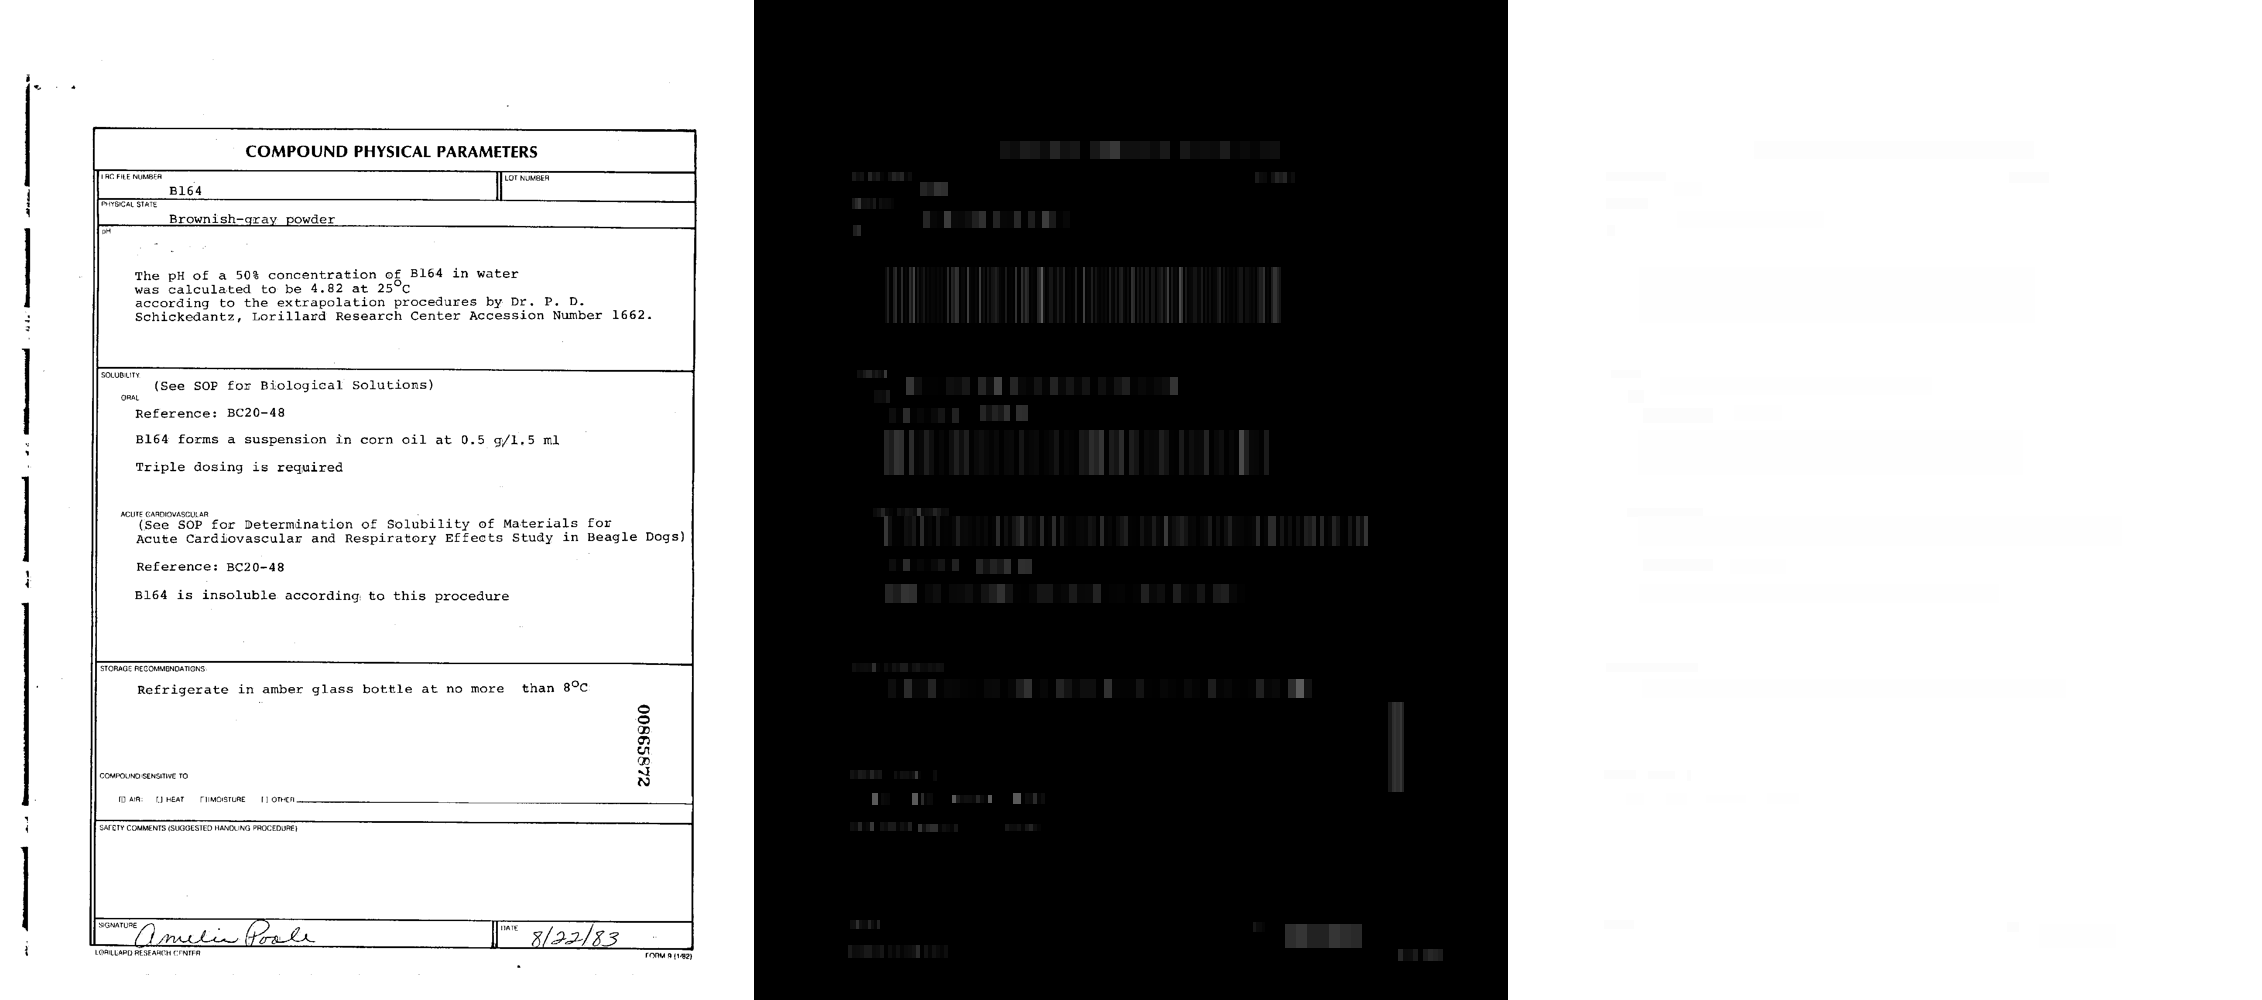 COMPOUND PHYSICAL PARAMETERS
LRC FILE NUMBER
B164
LOT NUMBER
PHYSICAL STATE
Brownish-gray powder
pH
The pH of a 50% concentration of B164 in water
was calculated to be 4.82 at 25°C
according to the extrapolation procedures by Dr. P. D.
Schickedantz, Lorillard Research Center Accession Number 1662.
SOLUBILITY
(See SOP for Biological Solutions)
ORAL
Reference: BC20-48
B164 forms a suspension in corn oil at 0.5 g/1.5 ml
Triple dosing is required
ACUTE CARDIOVASCULAR
(See SOP for Determination of Solubility of Materials for
Acute Cardiovascular and Respiratory Effects Study in Beagle Dogs)
Reference: BC20-48
B164 is insoluble according to this procedure
STORAGE RECOMMENDATIONS
Refrigerate in amber glass bottle at no more than 8°C
00865872
COMPOUND SENSITIVE TO
[ ] AIR [ ] HEAT [ ] MOISTURE [ ] OTHER
SAFETY COMMENTS (SUGGESTED HANDLING PROCEDURE)
SIGNATURE Amelia Poole
DATE 8/22/83
LORILLARD RESEARCH CENTER
FORM 9 (1/82)